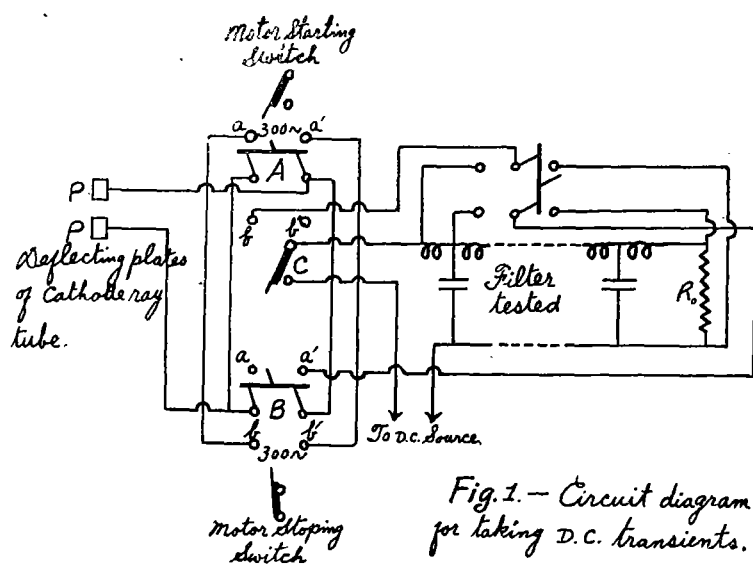 Motor Starting
Switch
a 300~ a'
A
P
P
b b'
C
Deflecting plates
of Cathode ray
tube.
Filter
tested
R₀
a a'
B
b b'
300~
To D.C. Source.
Motor Stoping
Switch
Fig. 1. — Circuit diagram
for taking D.C. transients.